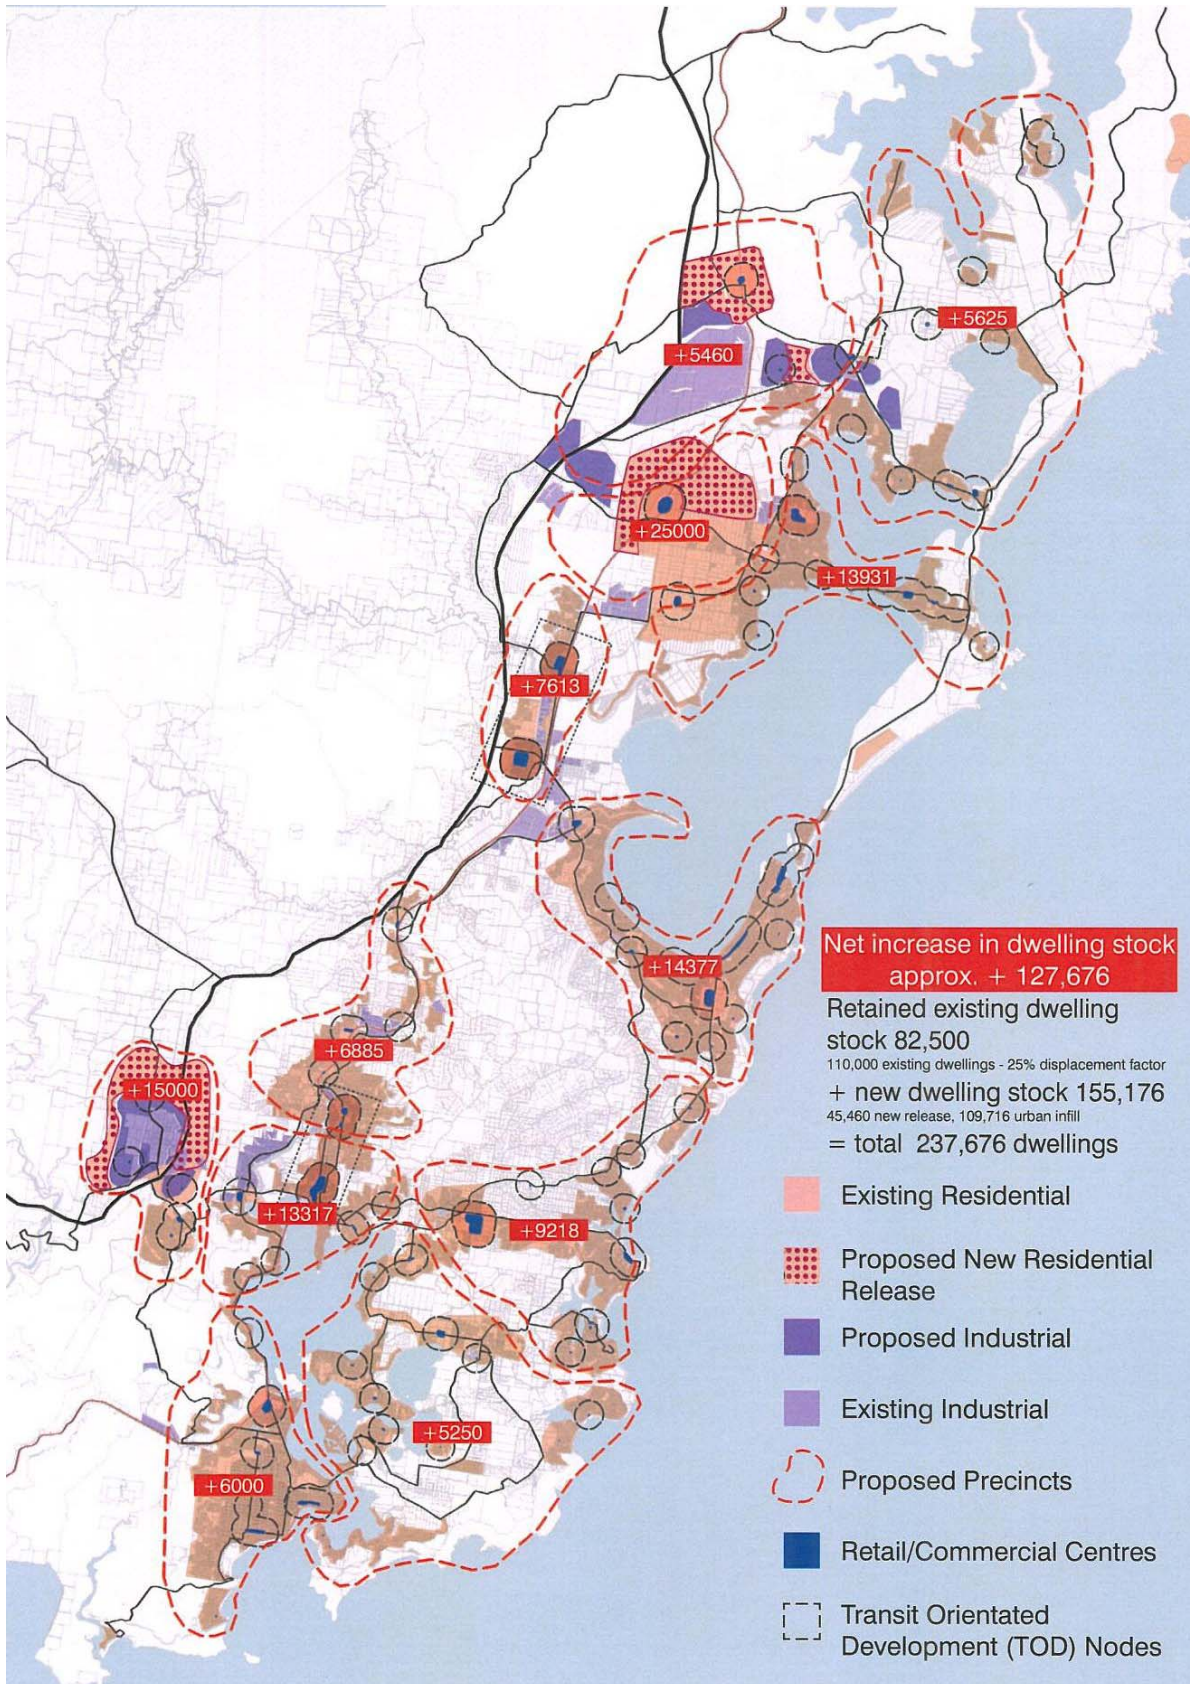 +5625
+5460
+25000
+13931
+7613
+14377
+6885
+15000
+13317
+9218
+5250
+6000
Net increase in dwelling stock
approx. + 127,676
Retained existing dwelling
stock 82,500
110,000 existing dwellings - 25% displacement factor
+ new dwelling stock 155,176
45,460 new release, 109,716 urban infill
= total 237,676 dwellings
Existing Residential
Proposed New Residential
Release
Proposed Industrial
Existing Industrial
Proposed Precincts
Retail/Commercial Centres
Transit Orientated
Development (TOD) Nodes